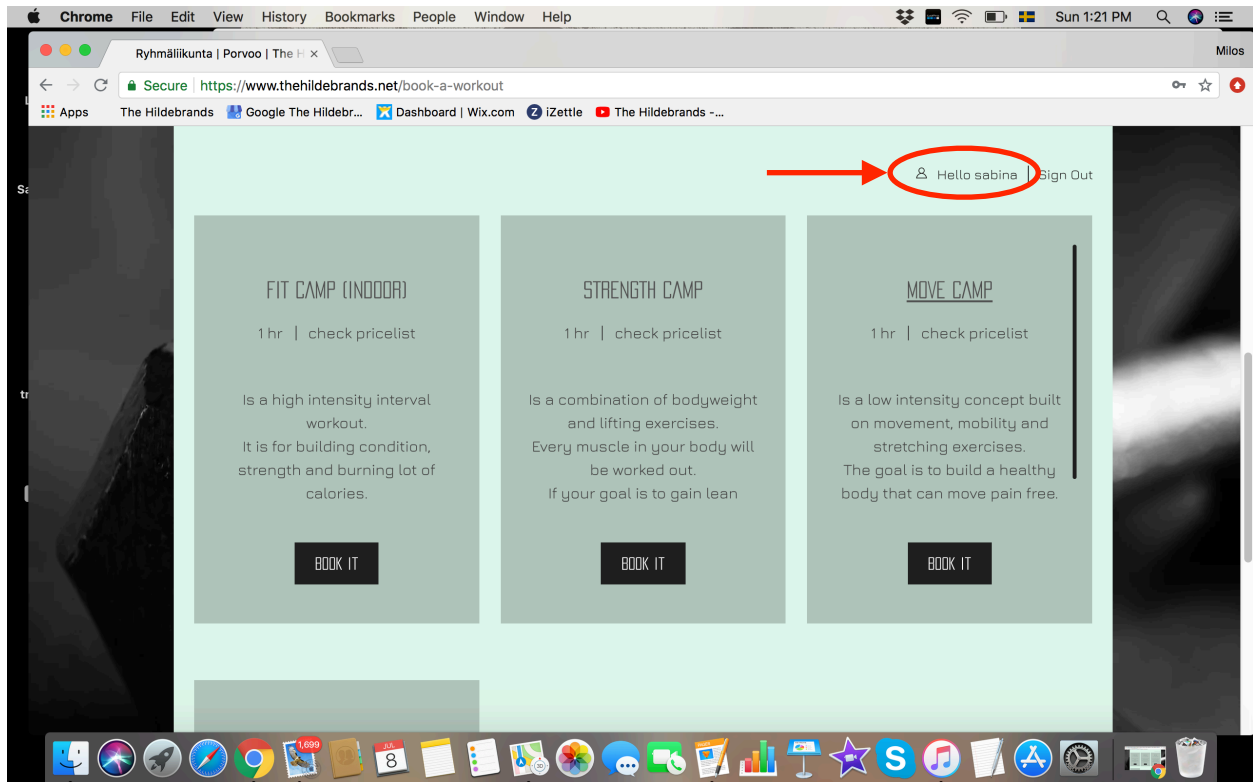 Chrome File Edit View History Bookmarks People Window Help Sun 1:21 PM
Ryhmäliikunta | Porvoo | The H
Milos
Secure https://www.thehildebrands.net/book-a-workout
Apps The Hildebrands Google The Hildebr... Dashboard | Wix.com iZettle The Hildebrands -...
Hello sabina | Sign Out
FIT CAMP (INDOOR)
1 hr | check pricelist
Is a high intensity interval
workout.
It is for building condition,
strength and burning lot of
calories.
BOOK IT
STRENGTH CAMP
1 hr | check pricelist
Is a combination of bodyweight
and lifting exercises.
Every muscle in your body will
be worked out.
If your goal is to gain lean
BOOK IT
MOVE CAMP
1 hr | check pricelist
Is a low intensity concept built
on movement, mobility and
stretching exercises.
The goal is to build a healthy
body that can move pain free.
BOOK IT
Sa
tr
1,699
JUL
8